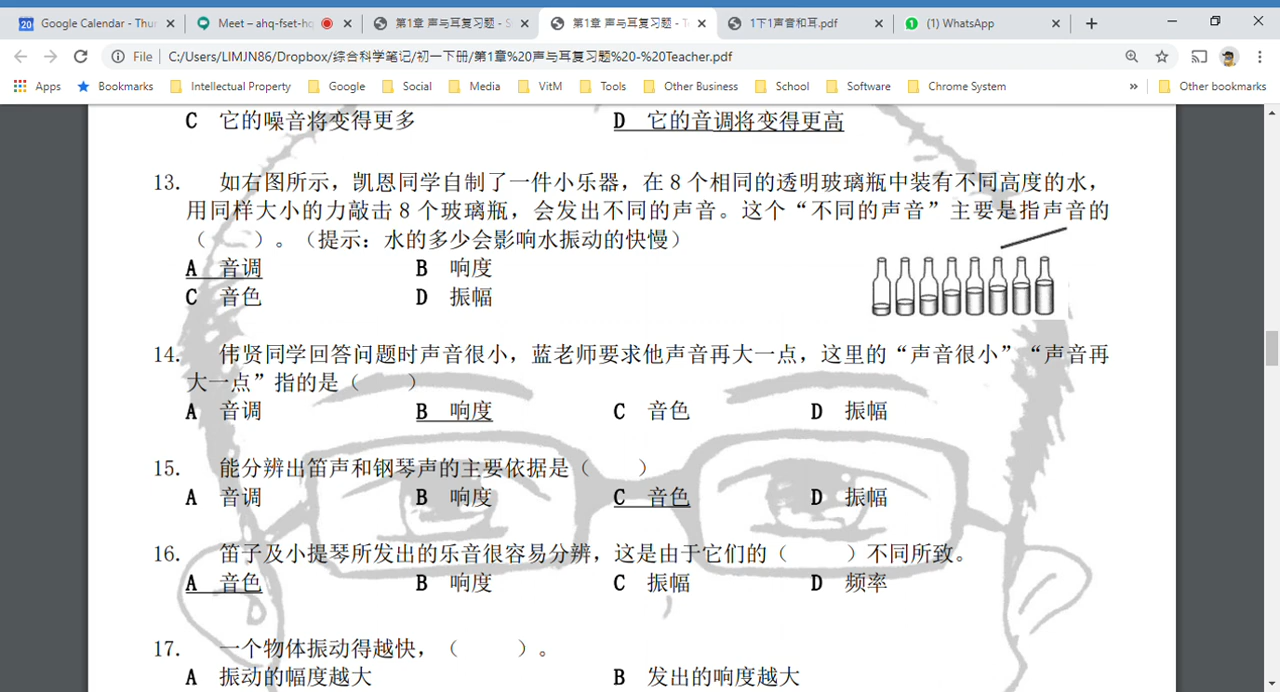 Google Calendar - Thu
Meet – ahq-fset-hq
第1章 声与耳复习题 - S
第1章 声与耳复习题 - T
1下1声音和耳.pdf
(1) WhatsApp
File
C:/Users/LIMJN86/Dropbox/综合科学笔记/初一下册/第1章%20声与耳复习题%20-%20Teacher.pdf
Apps Bookmarks Intellectual Property Google Social Media VitM Tools Other Business School Software Chrome System » Other bookmarks
C 它的噪音将变得更多 D 它的音调将变得更高
13. 如右图所示，凯恩同学自制了一件小乐器，在 8 个相同的透明玻璃瓶中装有不同高度的水，
用同样大小的力敲击 8 个玻璃瓶，会发出不同的声音。这个“不同的声音”主要是指声音的
（ ）。（提示：水的多少会影响水振动的快慢）
A 音调 B 响度
C 音色 D 振幅
14. 伟贤同学回答问题时声音很小，蓝老师要求他声音再大一点，这里的“声音很小”“声音再
大一点”指的是（ ）
A 音调 B 响度 C 音色 D 振幅
15. 能分辨出笛声和钢琴声的主要依据是（ ）
A 音调 B 响度 C 音色 D 振幅
16. 笛子及小提琴所发出的乐音很容易分辨，这是由于它们的（ ）不同所致。
A 音色 B 响度 C 振幅 D 频率
17. 一个物体振动得越快，（ ）。
A 振动的幅度越大 B 发出的响度越大